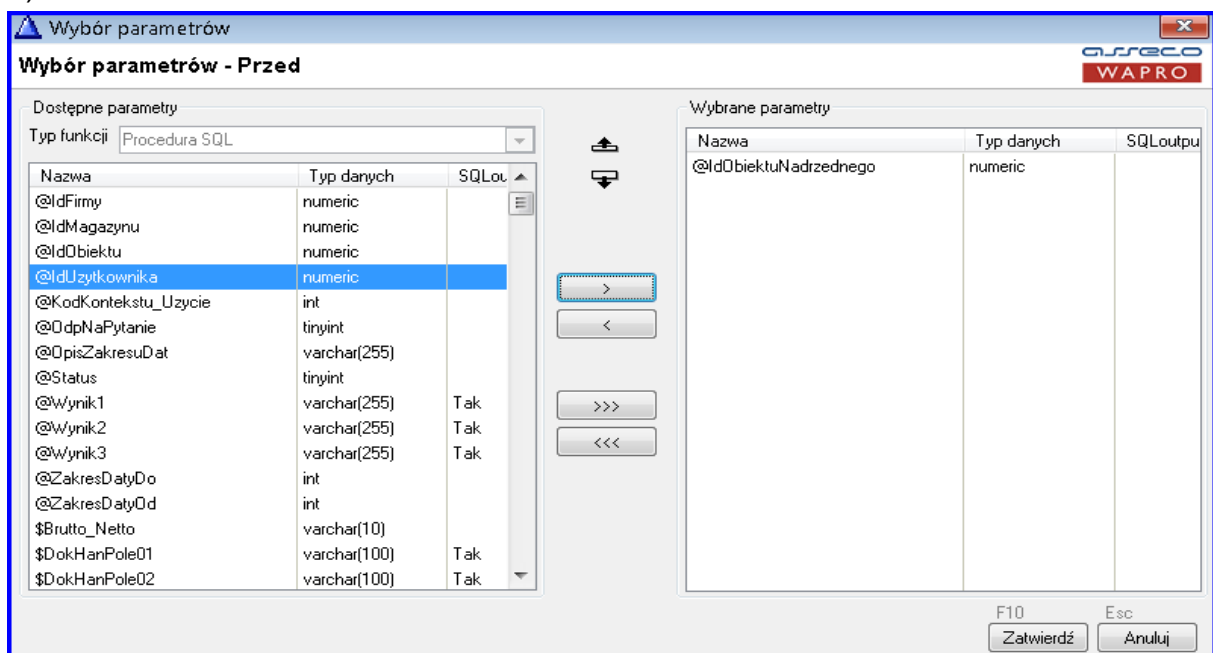 Wybór parametrów
Wybór parametrów - Przed
asseco
WAPRO
Dostępne parametry
Typ funkcji Procedura SQL
Nazwa Typ danych SQLou
@IdFirmy numeric
@IdMagazynu numeric
@IdObiektu numeric
@IdUzytkownika numeric
@KodKontekstu_Uzycie int
@OdpNaPytanie tinyint
@OpisZakresuDat varchar(255)
@Status tinyint
@Wynik1 varchar(255) Tak
@Wynik2 varchar(255) Tak
@Wynik3 varchar(255) Tak
@ZakresDatyDo int
@ZakresDatyOd int
$Brutto_Netto varchar(10)
$DokHanPole01 varchar(100) Tak
$DokHanPole02 varchar(100) Tak
>
<
>>>
<<<
Wybrane parametry
Nazwa Typ danych SQLoutpu
@IdObiektuNadrzednego numeric
F10 Esc
Zatwierdź Anuluj